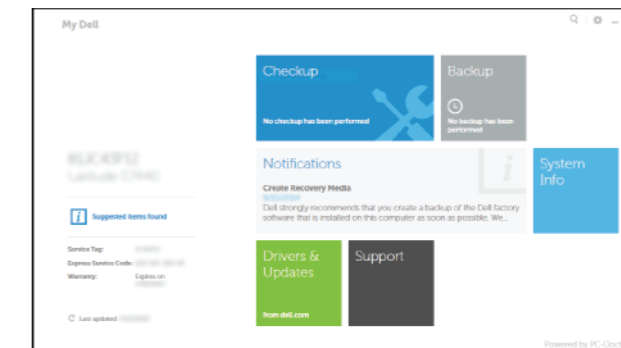 My Dell
Checkup
No checkup has been performed
Backup
No backup has been
performed
Notifications
Create Recovery Media
Dell strongly recommends that you create a backup of the Dell factory
software that is installed on this computer as soon as possible. We...
System
Info
Suggested items found
Service Tag:
Express Service Code:
Warranty: Expires on
Last updated
Drivers &
Updates
from dell.com
Support
Powered by PC-Doct